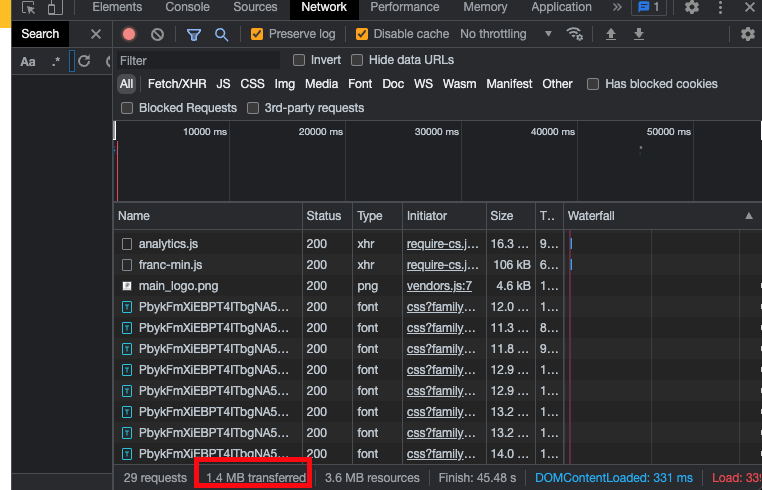 Elements Console Sources Network Performance Memory Application » 1
Search
Preserve log Disable cache No throttling
Aa .*
Filter Invert Hide data URLs
All Fetch/XHR JS CSS Img Media Font Doc WS Wasm Manifest Other Has blocked cookies
Blocked Requests 3rd-party requests
10000 ms 20000 ms 30000 ms 40000 ms 50000 ms
Name Status Type Initiator Size T... Waterfall
analytics.js 200 xhr require-cs.j... 16.3 ... 9...
franc-min.js 200 xhr require-cs.j... 106 kB 6...
main_logo.png 200 png vendors.js:7 4.6 kB 1...
PbykFmXiEBPT4ITbgNA5... 200 font css?family... 12.0 ... 1...
PbykFmXiEBPT4ITbgNA5... 200 font css?family... 11.3 ... 8...
PbykFmXiEBPT4ITbgNA5... 200 font css?family... 11.8 ... 9...
PbykFmXiEBPT4ITbgNA5... 200 font css?family... 12.9 ... 1...
PbykFmXiEBPT4ITbgNA5... 200 font css?family... 12.9 ... 1...
PbykFmXiEBPT4ITbgNA5... 200 font css?family... 13.2 ... 1...
PbykFmXiEBPT4ITbgNA5... 200 font css?family... 13.2 ... 1...
PbykFmXiEBPT4ITbgNA5... 200 font css?family... 14.0 ... 1...
29 requests 1.4 MB transferred 3.6 MB resources Finish: 45.48 s DOMContentLoaded: 331 ms Load: 33